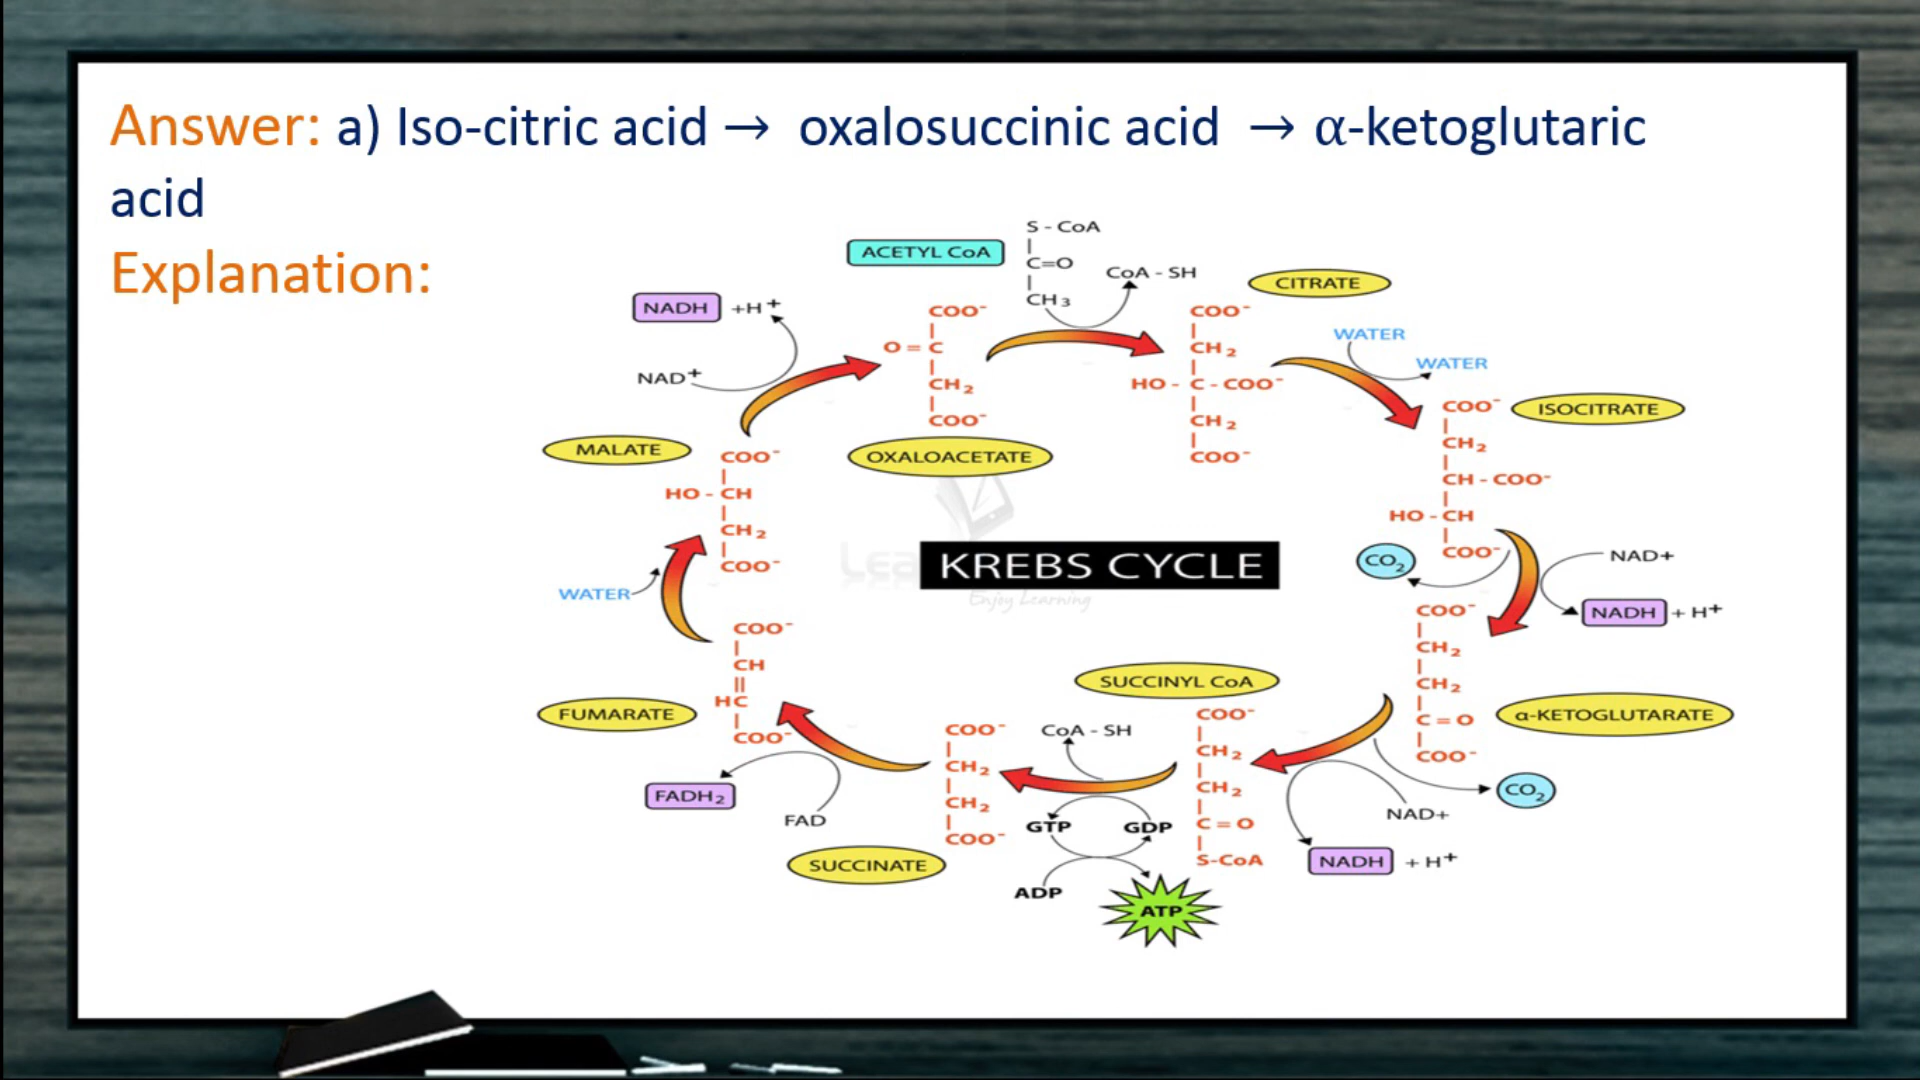 Answer: a) Iso-citric acid → oxalosuccinic acid → α-ketoglutaric
acid
Explanation:
S - CoA
ACETYL CoA
C=O
CoA - SH
CH3
CITRATE
NADH +H+
COO-
COO-
WATER
O = C
CH2
WATER
NAD+
CH2
HO - C - COO-
COO-
ISOCITRATE
COO-
CH2
CH2
MALATE
COO-
OXALOACETATE
COO-
CH - COO-
HO - CH
HO - CH
CH2
COO-
KREBS CYCLE
CO2
NAD+
COO-
Enjoy Learning
WATER
COO-
NADH + H+
COO-
CH2
CH
SUCCINYL CoA
CH2
HC
FUMARATE
COO-
α-KETOGLUTARATE
C = O
COO-
COO-
CoA - SH
CH2
COO-
CH2
CH2
FADH2
CO2
CH2
FAD
GTP
GDP
C = O
NAD+
COO-
SUCCINATE
S-CoA
NADH + H+
ADP
ATP